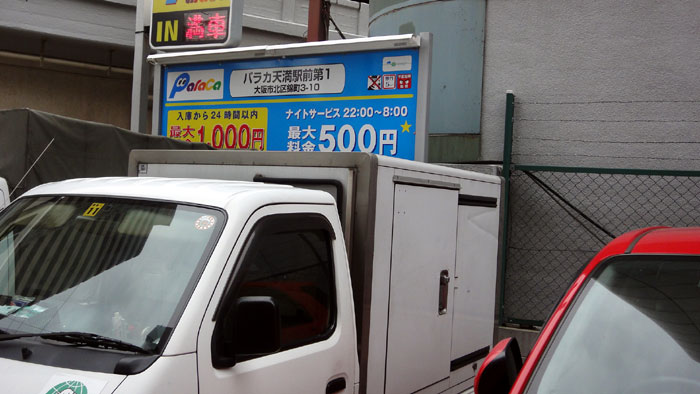 Paraca
IN 満車
Paraca
パラカ天満駅前第1
大阪市北区錦町3-10
入庫から24時間以内
最大 1,000円
ナイトサービス 22:00〜8:00
最大料金 500円